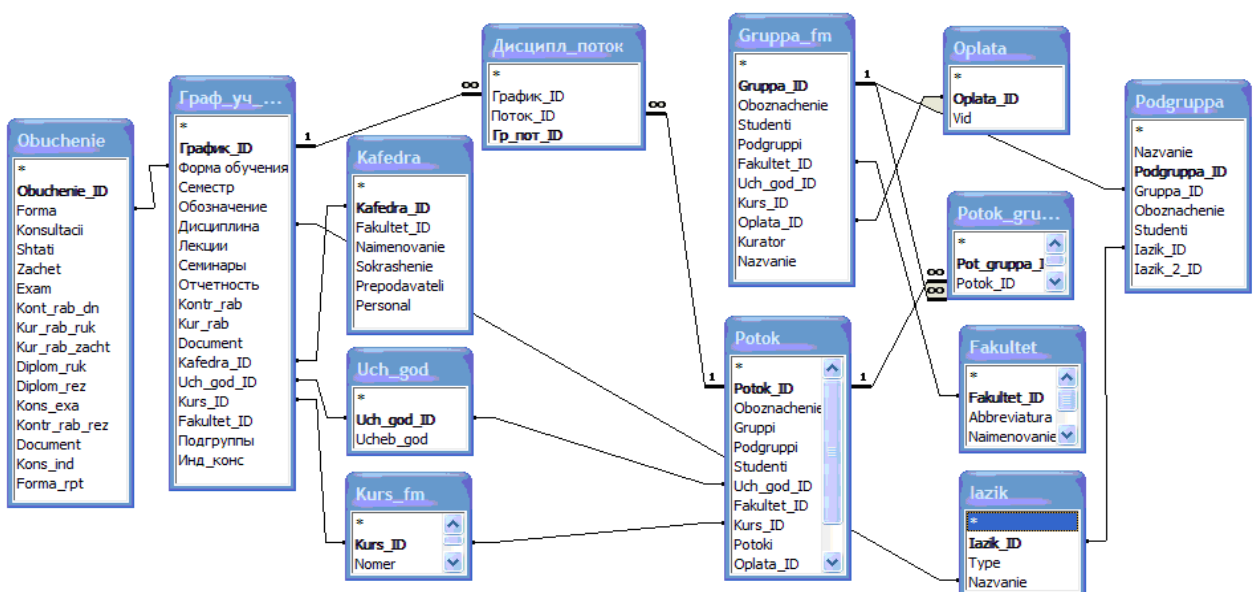 Obuchenie
*
Obuchenie_ID
Forma
Konsultacii
Shtati
Zachet
Exam
Kont_rab_dn
Kur_rab_ruk
Kur_rab_zacht
Diplom_ruk
Diplom_rez
Kons_exa
Kontr_rab_rez
Document
Kons_ind
Forma_rpt
Граф_уч_...
*
График_ID
Форма обучения
Семестр
Обозначение
Дисциплина
Лекции
Семинары
Отчетность
Kontr_rab
Kur_rab
Document
Kafedra_ID
Uch_god_ID
Kurs_ID
Fakultet_ID
Подгруппы
Инд_конс
1
∞
Kafedra
*
Kafedra_ID
Fakultet_ID
Naimenovanie
Sokrashenie
Prepodavateli
Personal
Uch_god
*
Uch_god_ID
Ucheb_god
Kurs_fm
*
Kurs_ID
Nomer
Дисципл_поток
*
График_ID
Поток_ID
Гр_пот_ID
∞
1
Gruppa_fm
*
Gruppa_ID
Oboznachenie
Studenti
Podgruppi
Fakultet_ID
Uch_god_ID
Kurs_ID
Oplata_ID
Kurator
Nazvanie
1
Potok
*
Potok_ID
Oboznachenie
Gruppi
Podgruppi
Studenti
Uch_god_ID
Fakultet_ID
Kurs_ID
Potoki
Oplata_ID
1
Oplata
*
Oplata_ID
Vid
∞
∞
Potok_gru...
*
Pot_gruppa_I
Potok_ID
Fakultet
*
Fakultet_ID
Abbreviatura
Naimenovanie
Iazik
*
Iazik_ID
Type
Nazvanie
Podgruppa
*
Nazvanie
Podgruppa_ID
Gruppa_ID
Oboznachenie
Studenti
Iazik_ID
Iazik_2_ID